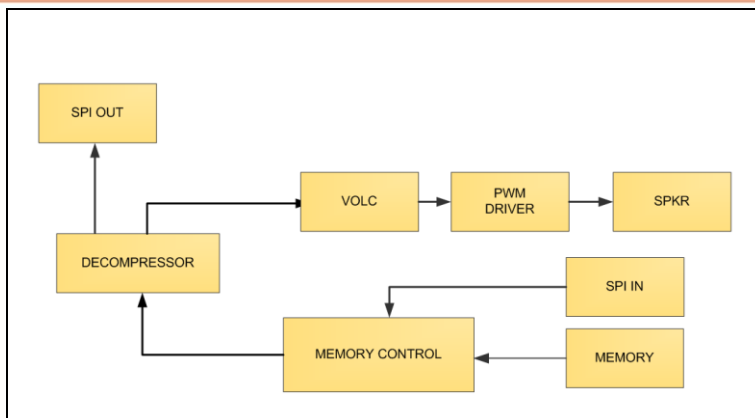 SPI OUT
VOLC
PWM
DRIVER
SPKR
DECOMPRESSOR
SPI IN
MEMORY CONTROL
MEMORY